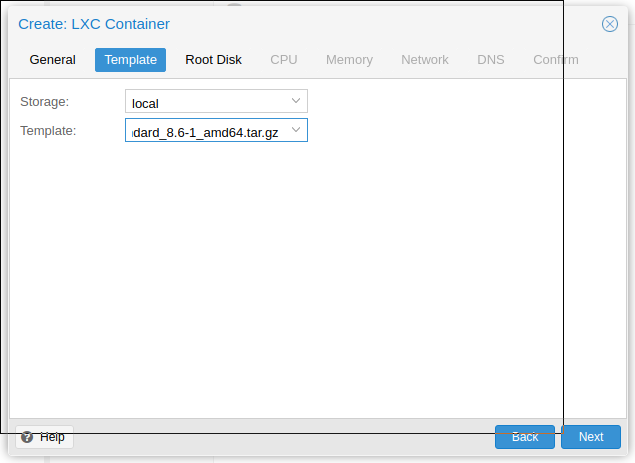 Create: LXC Container
General Template Root Disk CPU Memory Network DNS Confirm
Storage: local
Template: ndard_8.6-1_amd64.tar.gz
Help Back Next